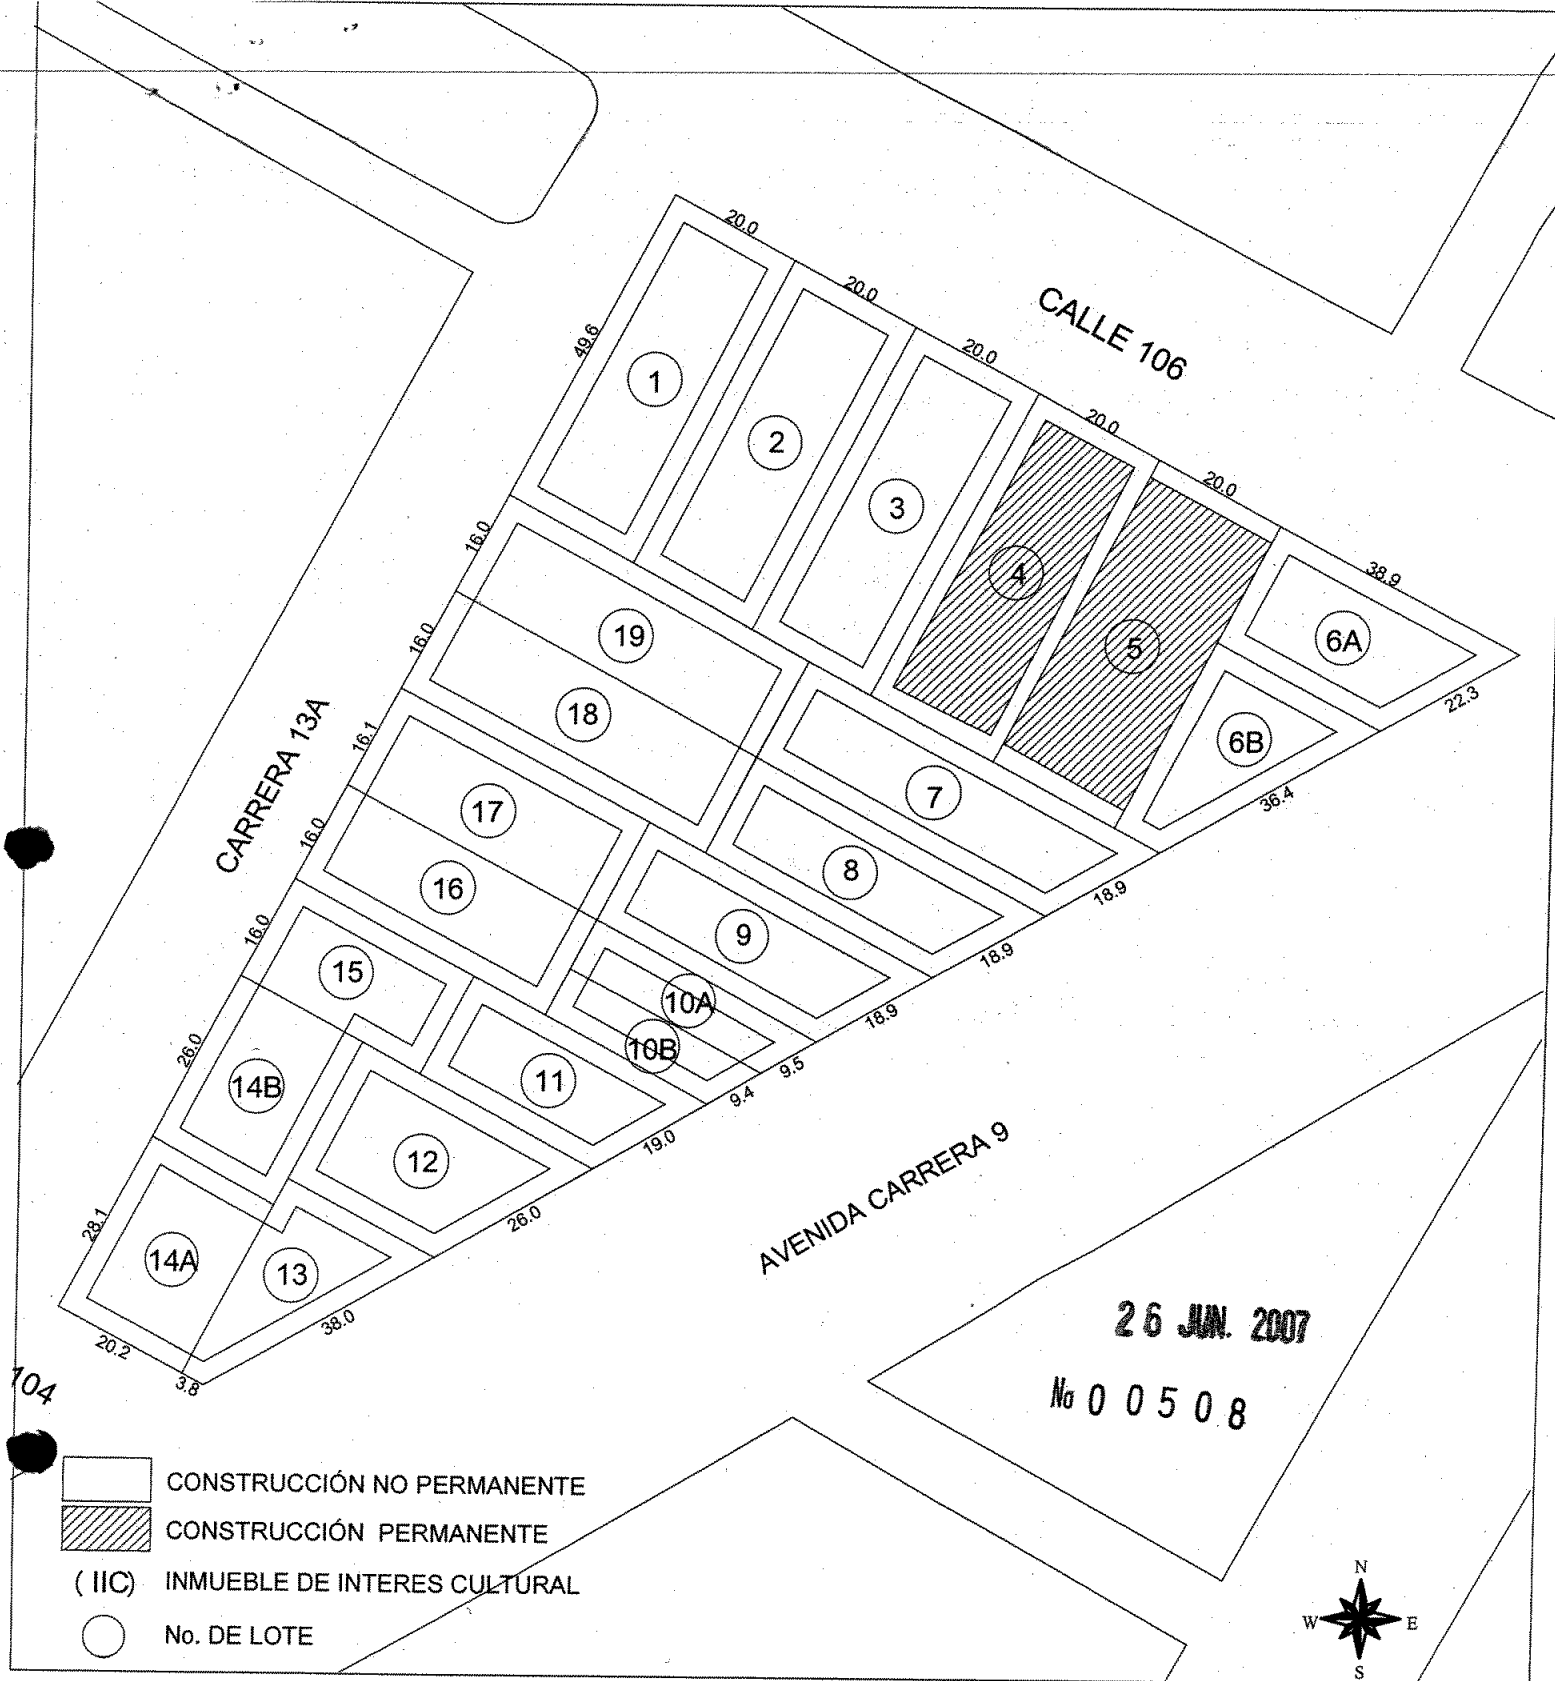 20.0
20.0
CALLE 106
20.0
49.6
1
20.0
2
20.0
3
16.0
38.9
4
19
5
6A
16.0
18
22.3
6B
16.1
CARRERA 13A
17
7
36.4
16.0
16
8
18.9
9
16.0
18.9
15
10A
18.9
10B
9.5
26.0
14B
11
9.4
19.0
12
AVENIDA CARRERA 9
26.0
28.1
14A
13
38.0
20.2
3.8
104
26 JUN. 2007
No 00508
CONSTRUCCIÓN NO PERMANENTE
CONSTRUCCIÓN PERMANENTE
( IIC) INMUEBLE DE INTERES CULTURAL
No. DE LOTE
N
W E
S